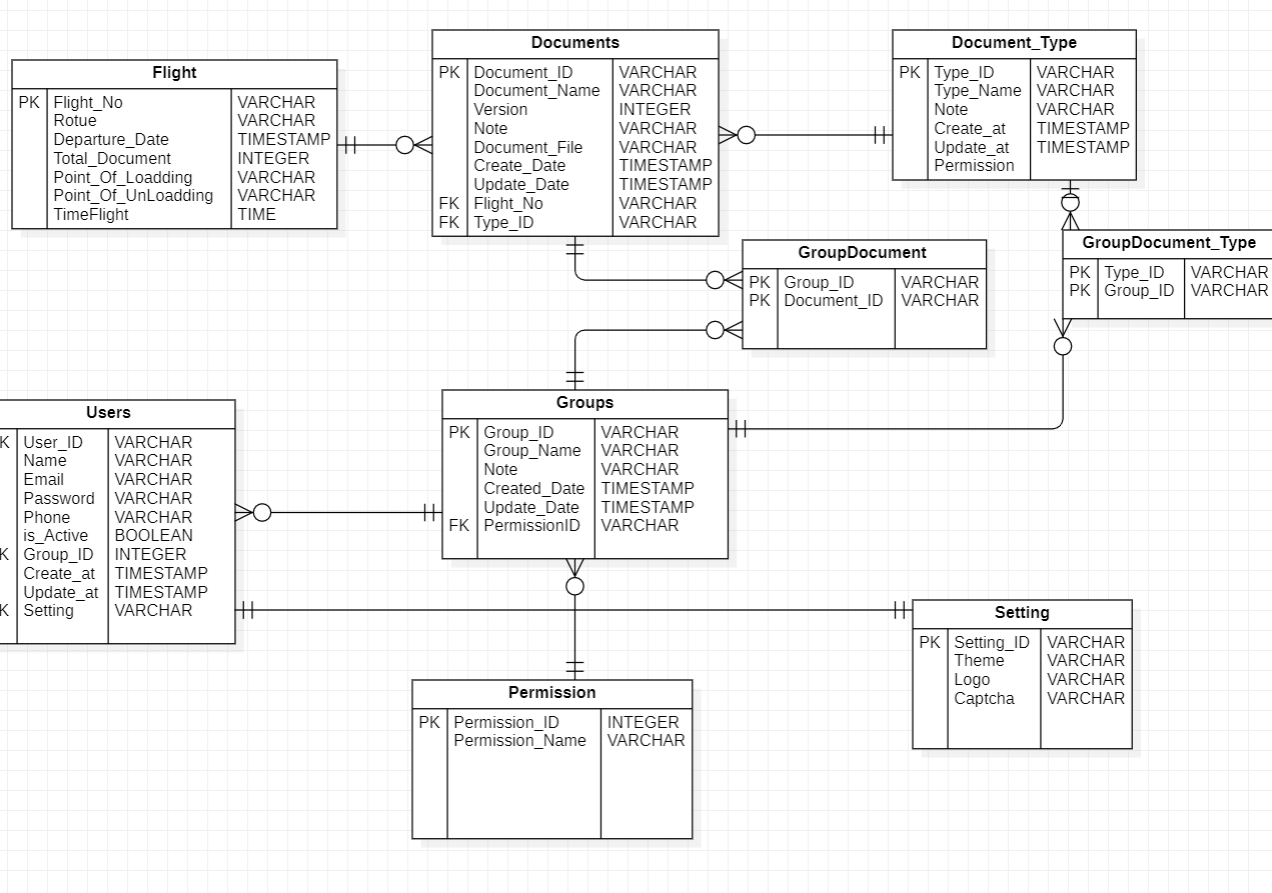 Flight
PK Flight_No VARCHAR
Rotue VARCHAR
Departure_Date TIMESTAMP
Total_Document INTEGER
Point_Of_Loadding VARCHAR
Point_Of_UnLoadding VARCHAR
TimeFlight TIME
Documents
PK Document_ID VARCHAR
Document_Name VARCHAR
Version INTEGER
Note VARCHAR
Document_File VARCHAR
Create_Date TIMESTAMP
Update_Date TIMESTAMP
FK Flight_No VARCHAR
FK Type_ID VARCHAR
Document_Type
PK Type_ID VARCHAR
Type_Name VARCHAR
Note VARCHAR
Create_at TIMESTAMP
Update_at TIMESTAMP
Permission
GroupDocument
PK Group_ID VARCHAR
PK Document_ID VARCHAR
GroupDocument_Type
PK Type_ID VARCHAR
PK Group_ID VARCHAR
Users
K User_ID VARCHAR
Name VARCHAR
Email VARCHAR
Password VARCHAR
Phone VARCHAR
is_Active BOOLEAN
K Group_ID INTEGER
Create_at TIMESTAMP
Update_at TIMESTAMP
K Setting VARCHAR
Groups
PK Group_ID VARCHAR
Group_Name VARCHAR
Note VARCHAR
Created_Date TIMESTAMP
Update_Date TIMESTAMP
FK PermissionID VARCHAR
Setting
PK Setting_ID VARCHAR
Theme VARCHAR
Logo VARCHAR
Captcha VARCHAR
Permission
PK Permission_ID INTEGER
Permission_Name VARCHAR